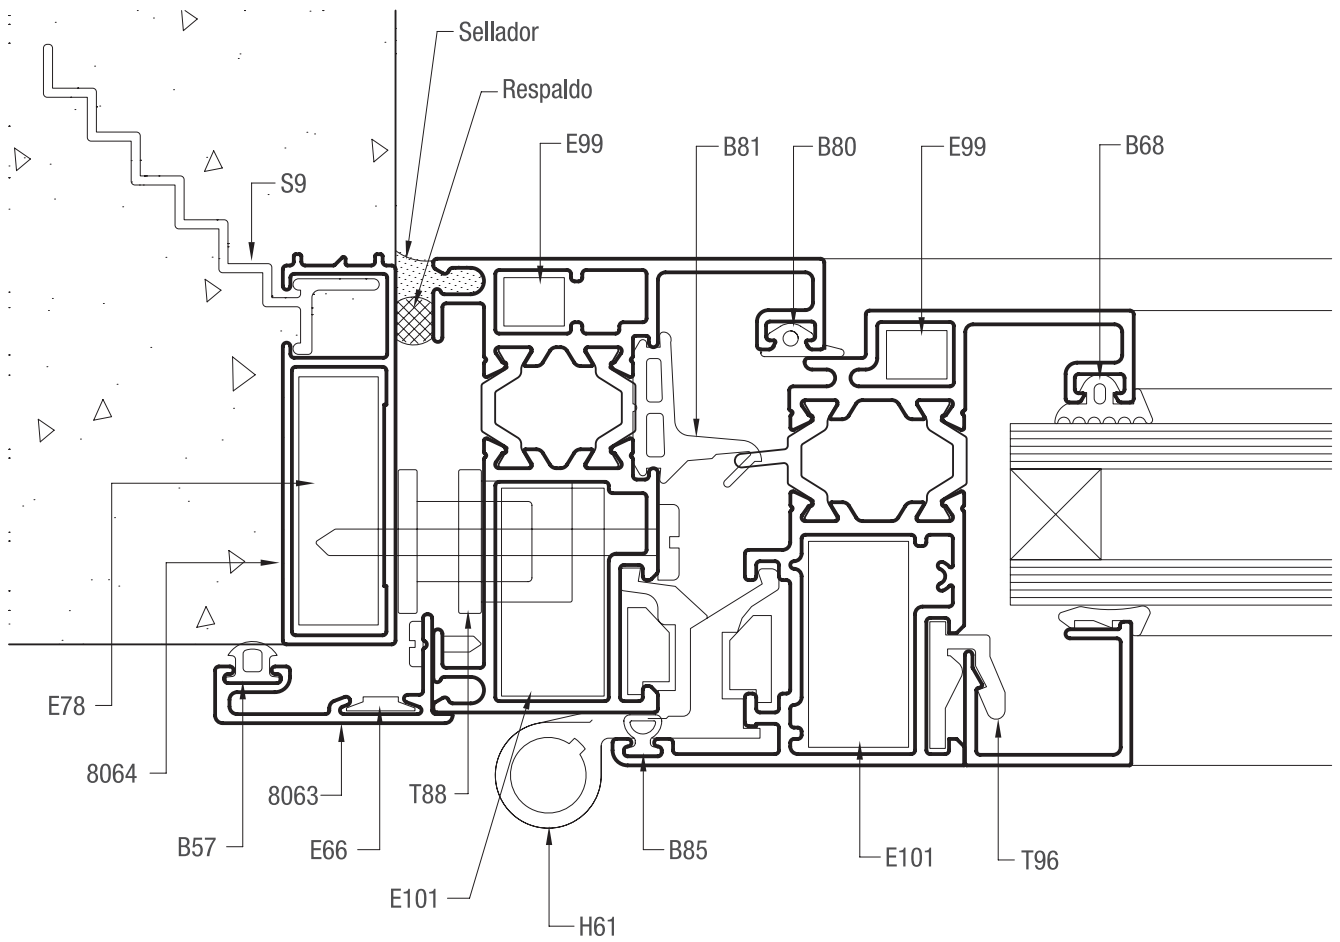 Sellador
Respaldo
E99
B81
B80
E99
B68
S9
E78
8064
8063
T88
B57
E66
B85
E101
T96
E101
H61